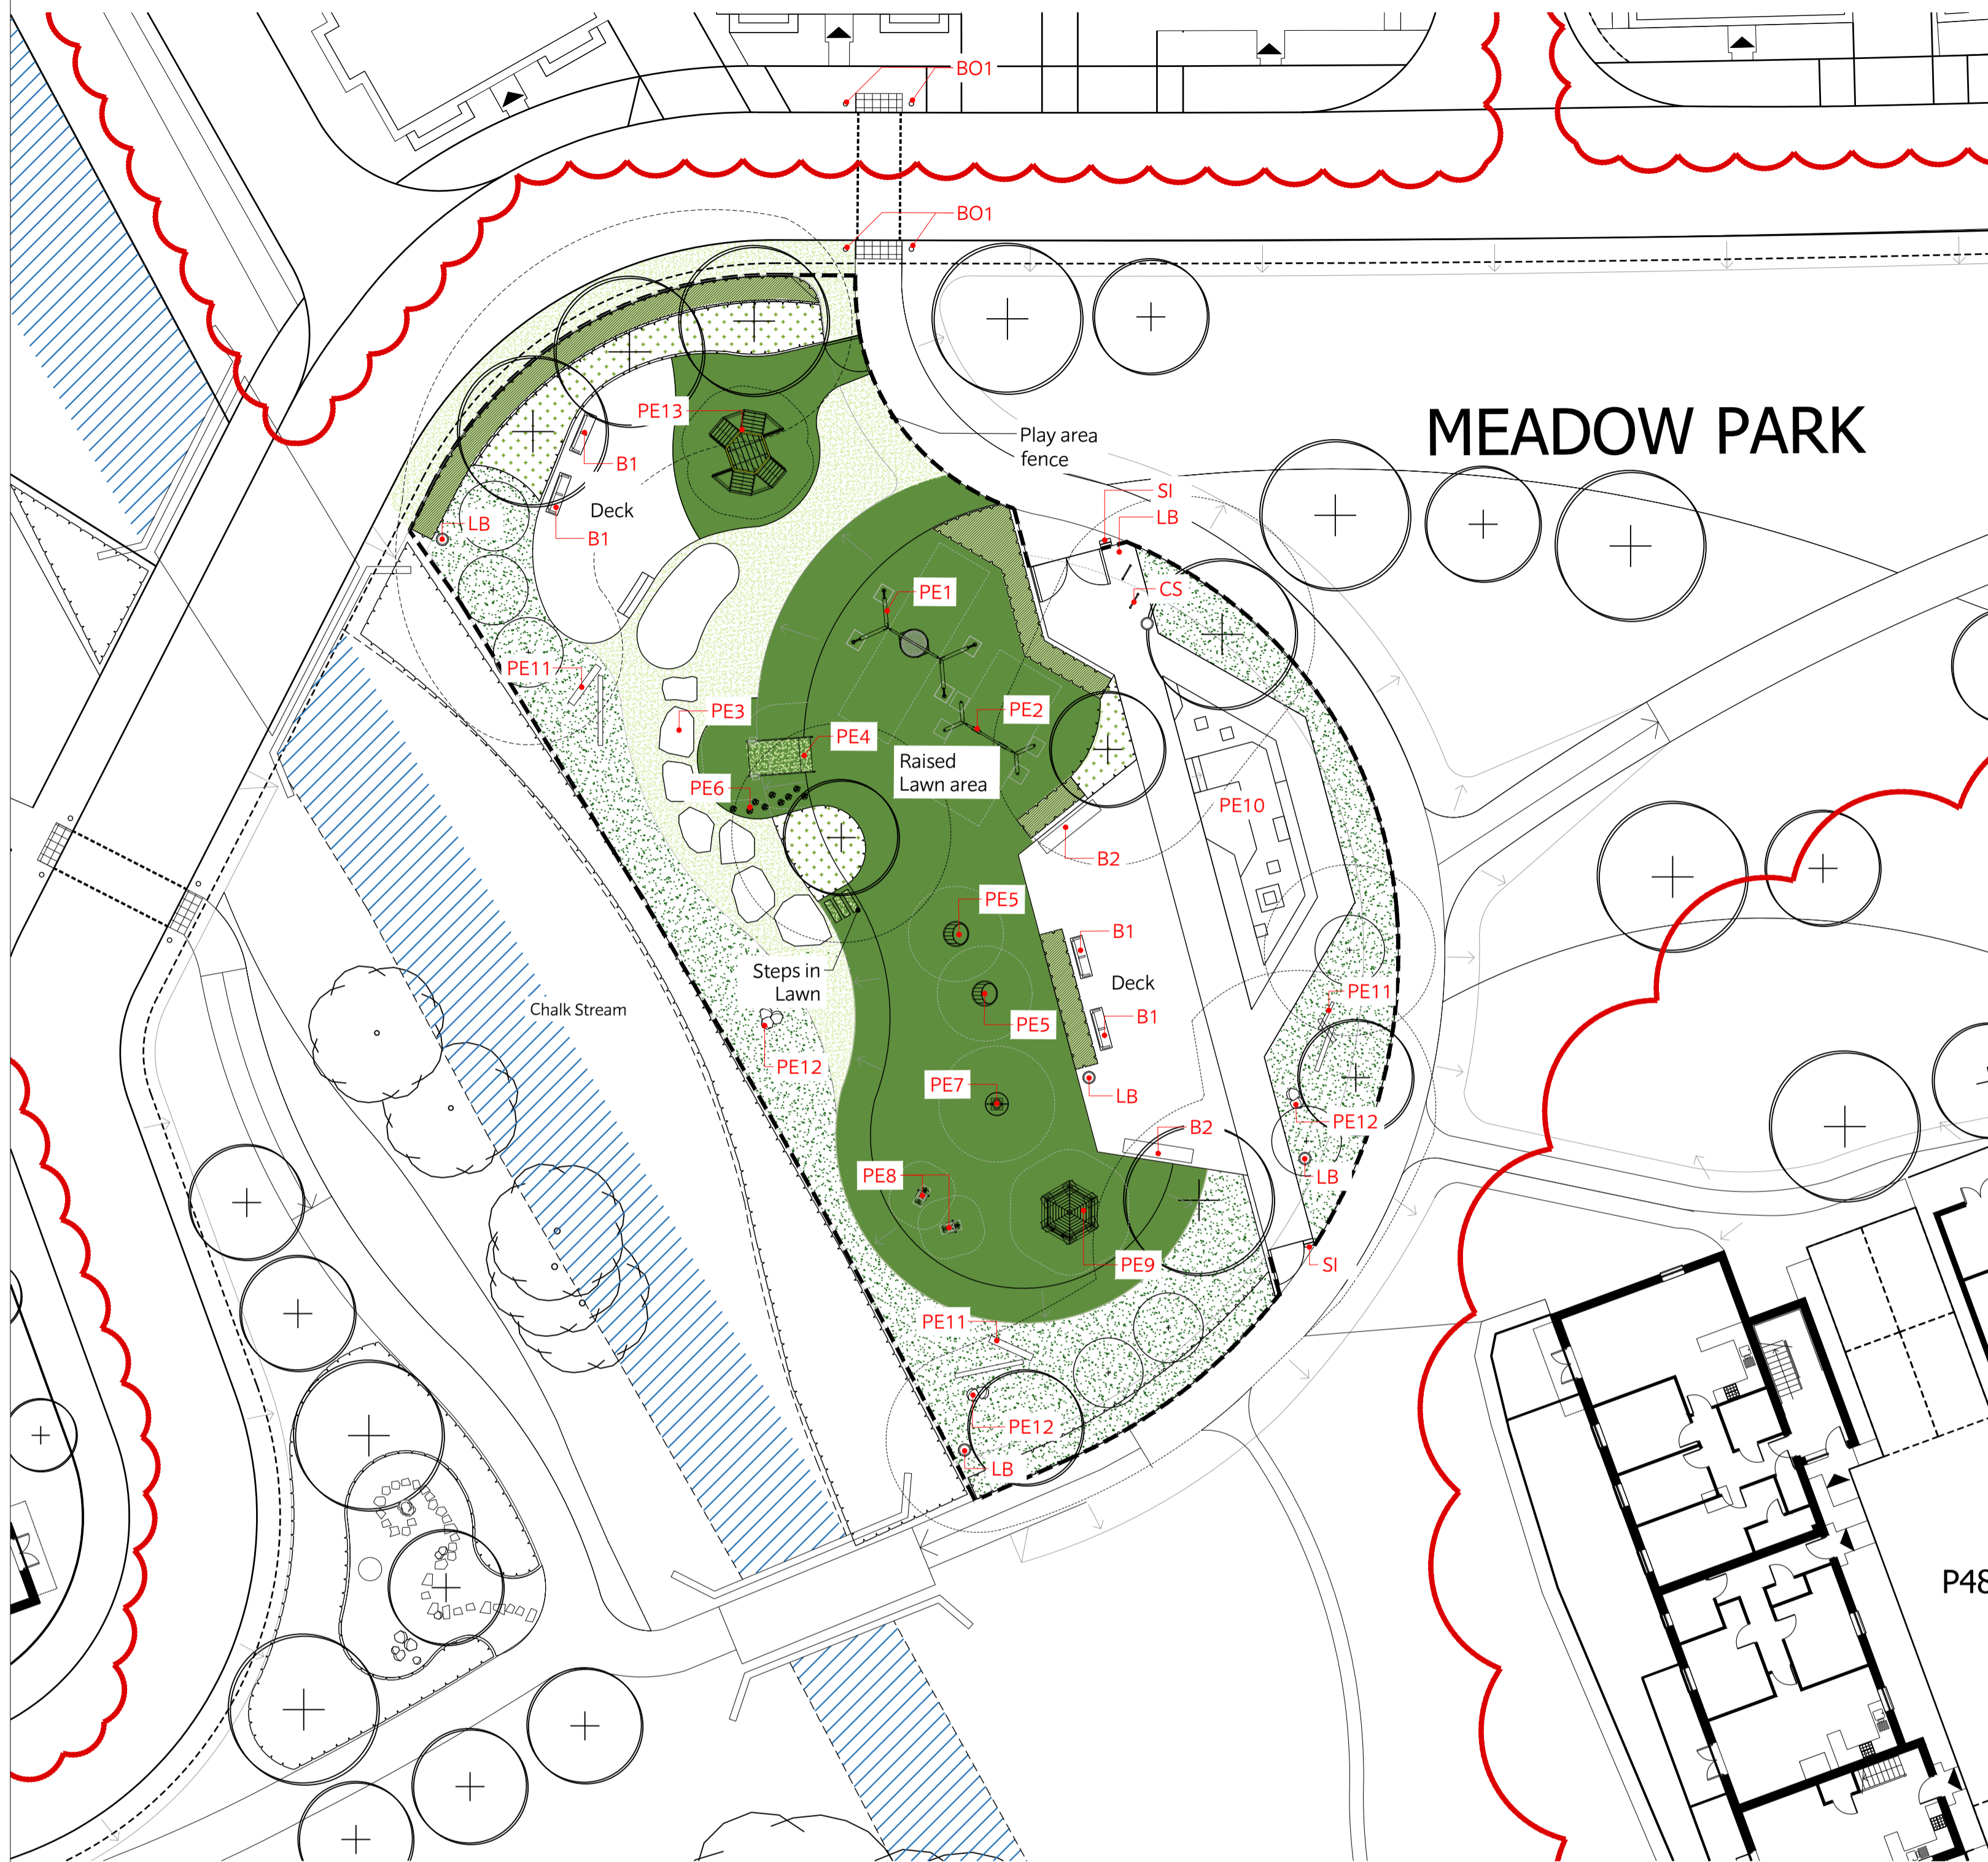 BO1
BO1
MEADOW PARK
PE13
Play area
fence
B1
SI
Deck
LB
LB
B1
CS
PE1
PE11
PE3
PE2
PE4
Raised
Lawn area
PE6
PE10
B2
PE5
B1
Steps in
Lawn
Deck
PE11
Chalk Stream
B1
PE5
PE12
PE7
LB
PE12
B2
PE8
LB
PE9
SI
PE11
PE12
LB
P48